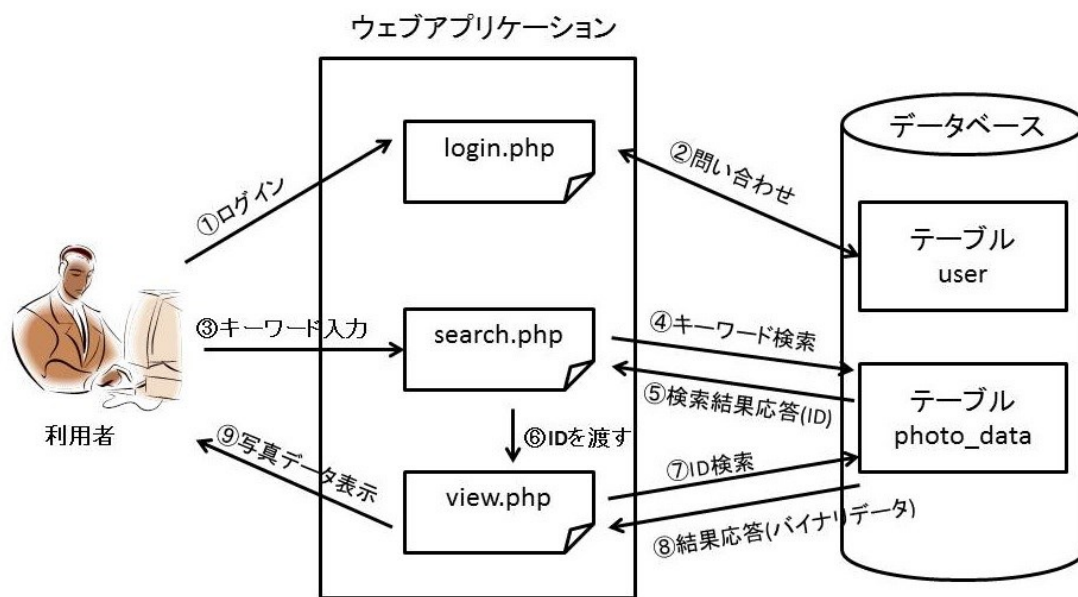 ウェブアプリケーション
データベース
login.php
①ログイン
②問い合わせ
テーブル
user
③キーワード入力
search.php
④キーワード検索
⑤検索結果応答(ID)
テーブル
photo_data
利用者
⑥IDを渡す
⑦ID検索
view.php
⑧結果応答(バイナリデータ)
⑨写真データ表示